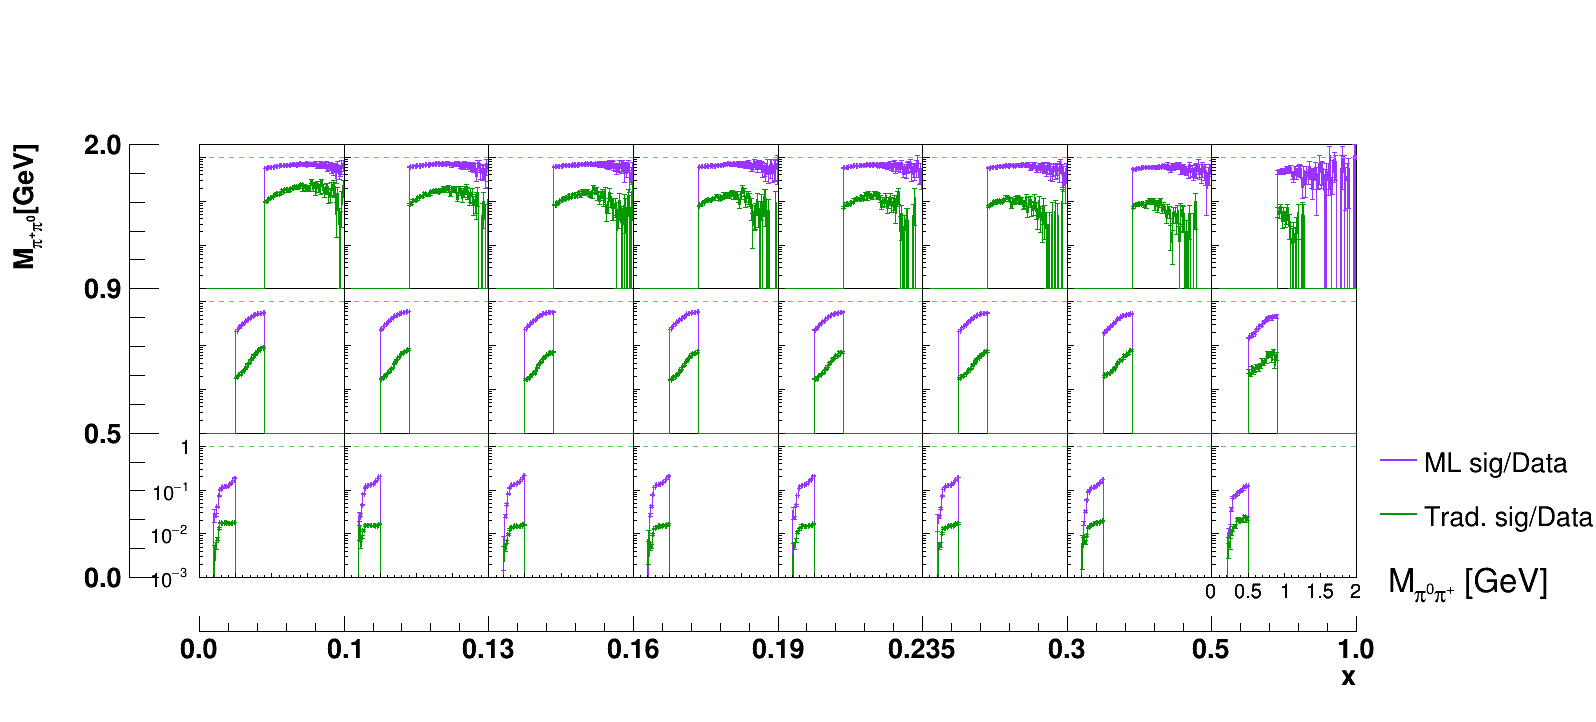 M_{π⁺π⁰}[GeV]
2.0
0.9
0.5
0.0
1
10⁻¹
10⁻²
10⁻³
ML sig/Data
Trad. sig/Data
0 0.5 1 1.5 2
M_{π⁰π⁺} [GeV]
0.0 0.1 0.13 0.16 0.19 0.235 0.3 0.5 1.0
x